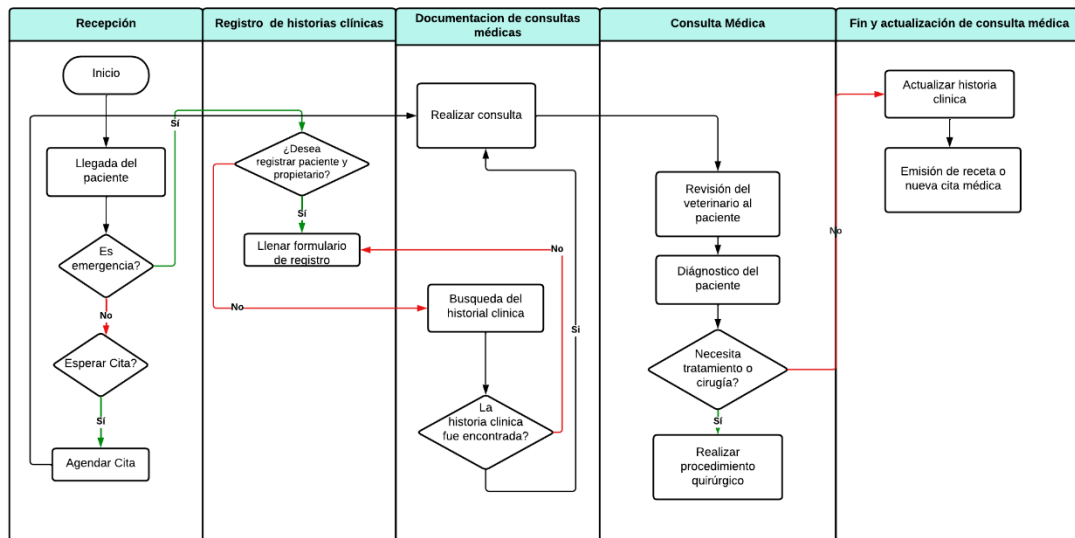 Recepción
Registro de historias clínicas
Documentacion de consultas
médicas
Consulta Médica
Fin y actualización de consulta médica
Inicio
Llegada del
paciente
Es
emergencia?
Sí
No
Esperar Cita?
Sí
Agendar Cita
¿Desea
registrar paciente y
propietario?
Sí
No
Llenar formulario
de registro
Realizar consulta
Busqueda del
historial clinica
La
historia clinica
fue encontrada?
No
Si
Revisión del
veterinario al
paciente
Diágnostico del
paciente
Necesita
tratamiento o
cirugía?
Sí
No
Realizar
procedimiento
quirúrgico
Actualizar historia
clinica
Emisión de receta o
nueva cita médica